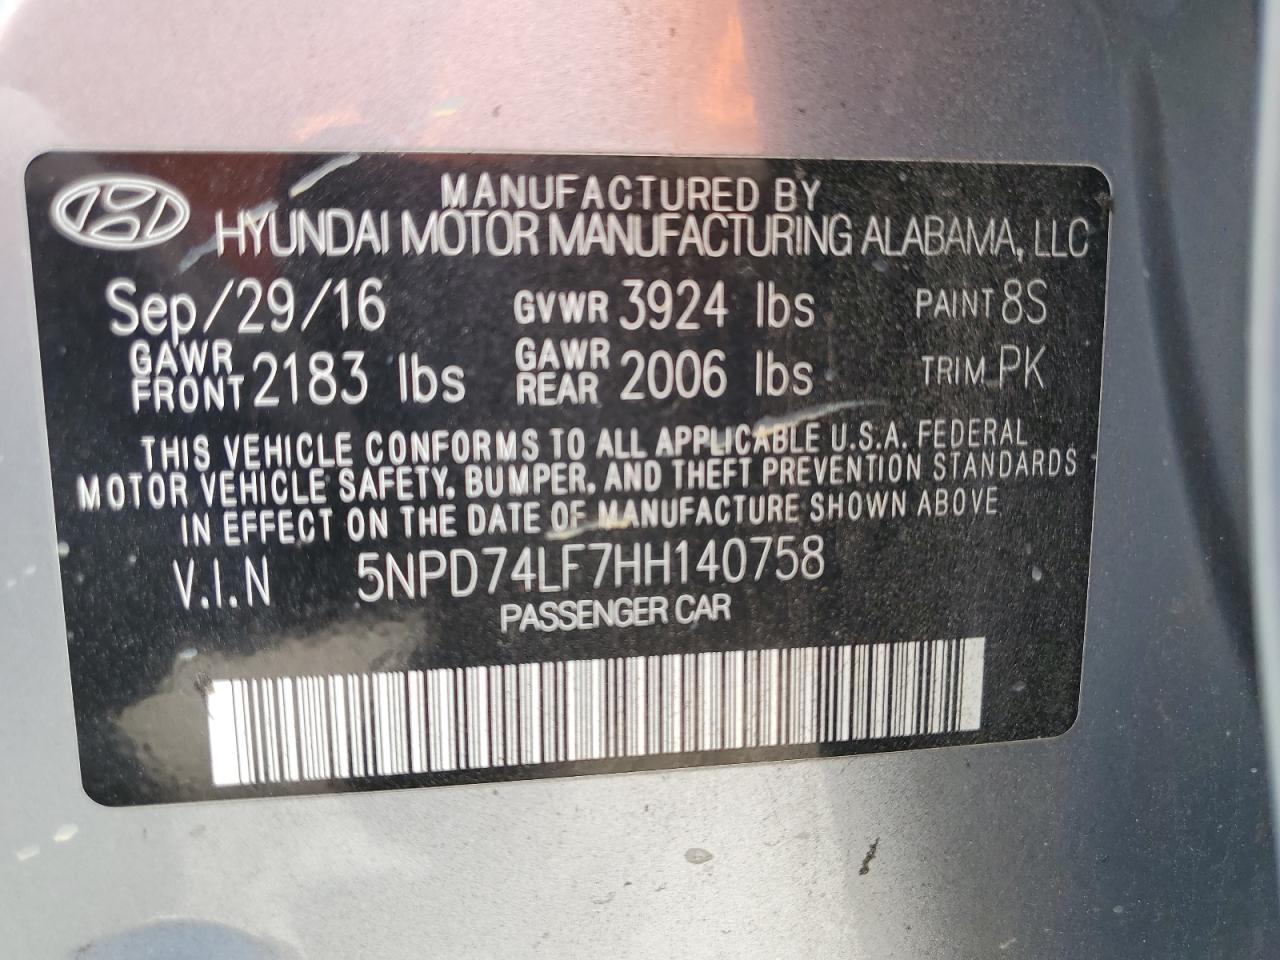 MANUFACTURED BY
HYUNDAI MOTOR MANUFACTURING ALABAMA, LLC
Sep/29/16 GVWR 3924 lbs PAINT 8S
GAWR FRONT 2183 lbs GAWR REAR 2006 lbs TRIM PK
THIS VEHICLE CONFORMS TO ALL APPLICABLE U.S.A. FEDERAL
MOTOR VEHICLE SAFETY, BUMPER, AND THEFT PREVENTION STANDARDS
IN EFFECT ON THE DATE OF MANUFACTURE SHOWN ABOVE
V.I.N 5NPD74LF7HH140758
PASSENGER CAR